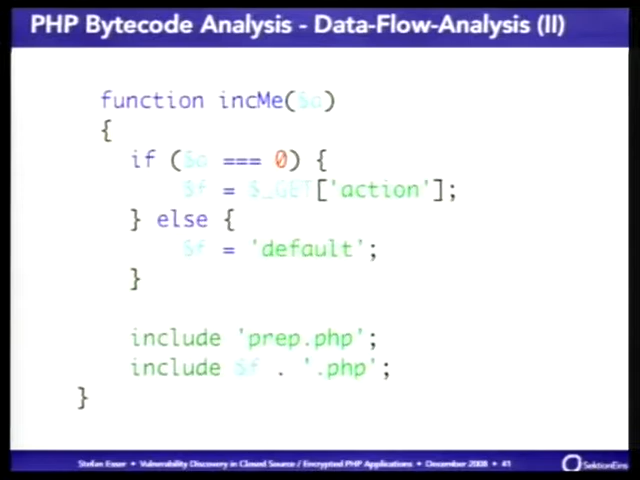 PHP Bytecode Analysis - Data-Flow-Analysis (II)
function incMe($a)
{
if ($a === 0) {
$f = $_GET['action'];
} else {
$f = 'default';
}
include 'prep.php';
include $f . '.php';
}
Stefan Esser • Vulnerability Discovery in Closed Source / Encrypted PHP Applications • December 2008 • 41
SektionEins